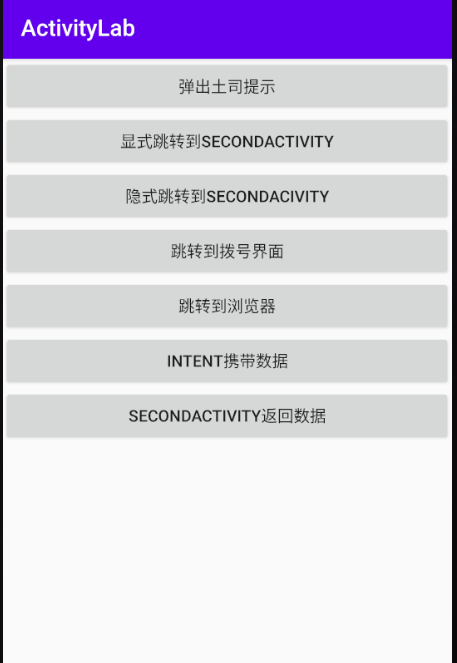 ActivityLab
弹出土司提示
显式跳转到SECONDACTIVITY
隐式跳转到SECONDACIVITY
跳转到拨号界面
跳转到浏览器
INTENT携带数据
SECONDACTIVITY返回数据